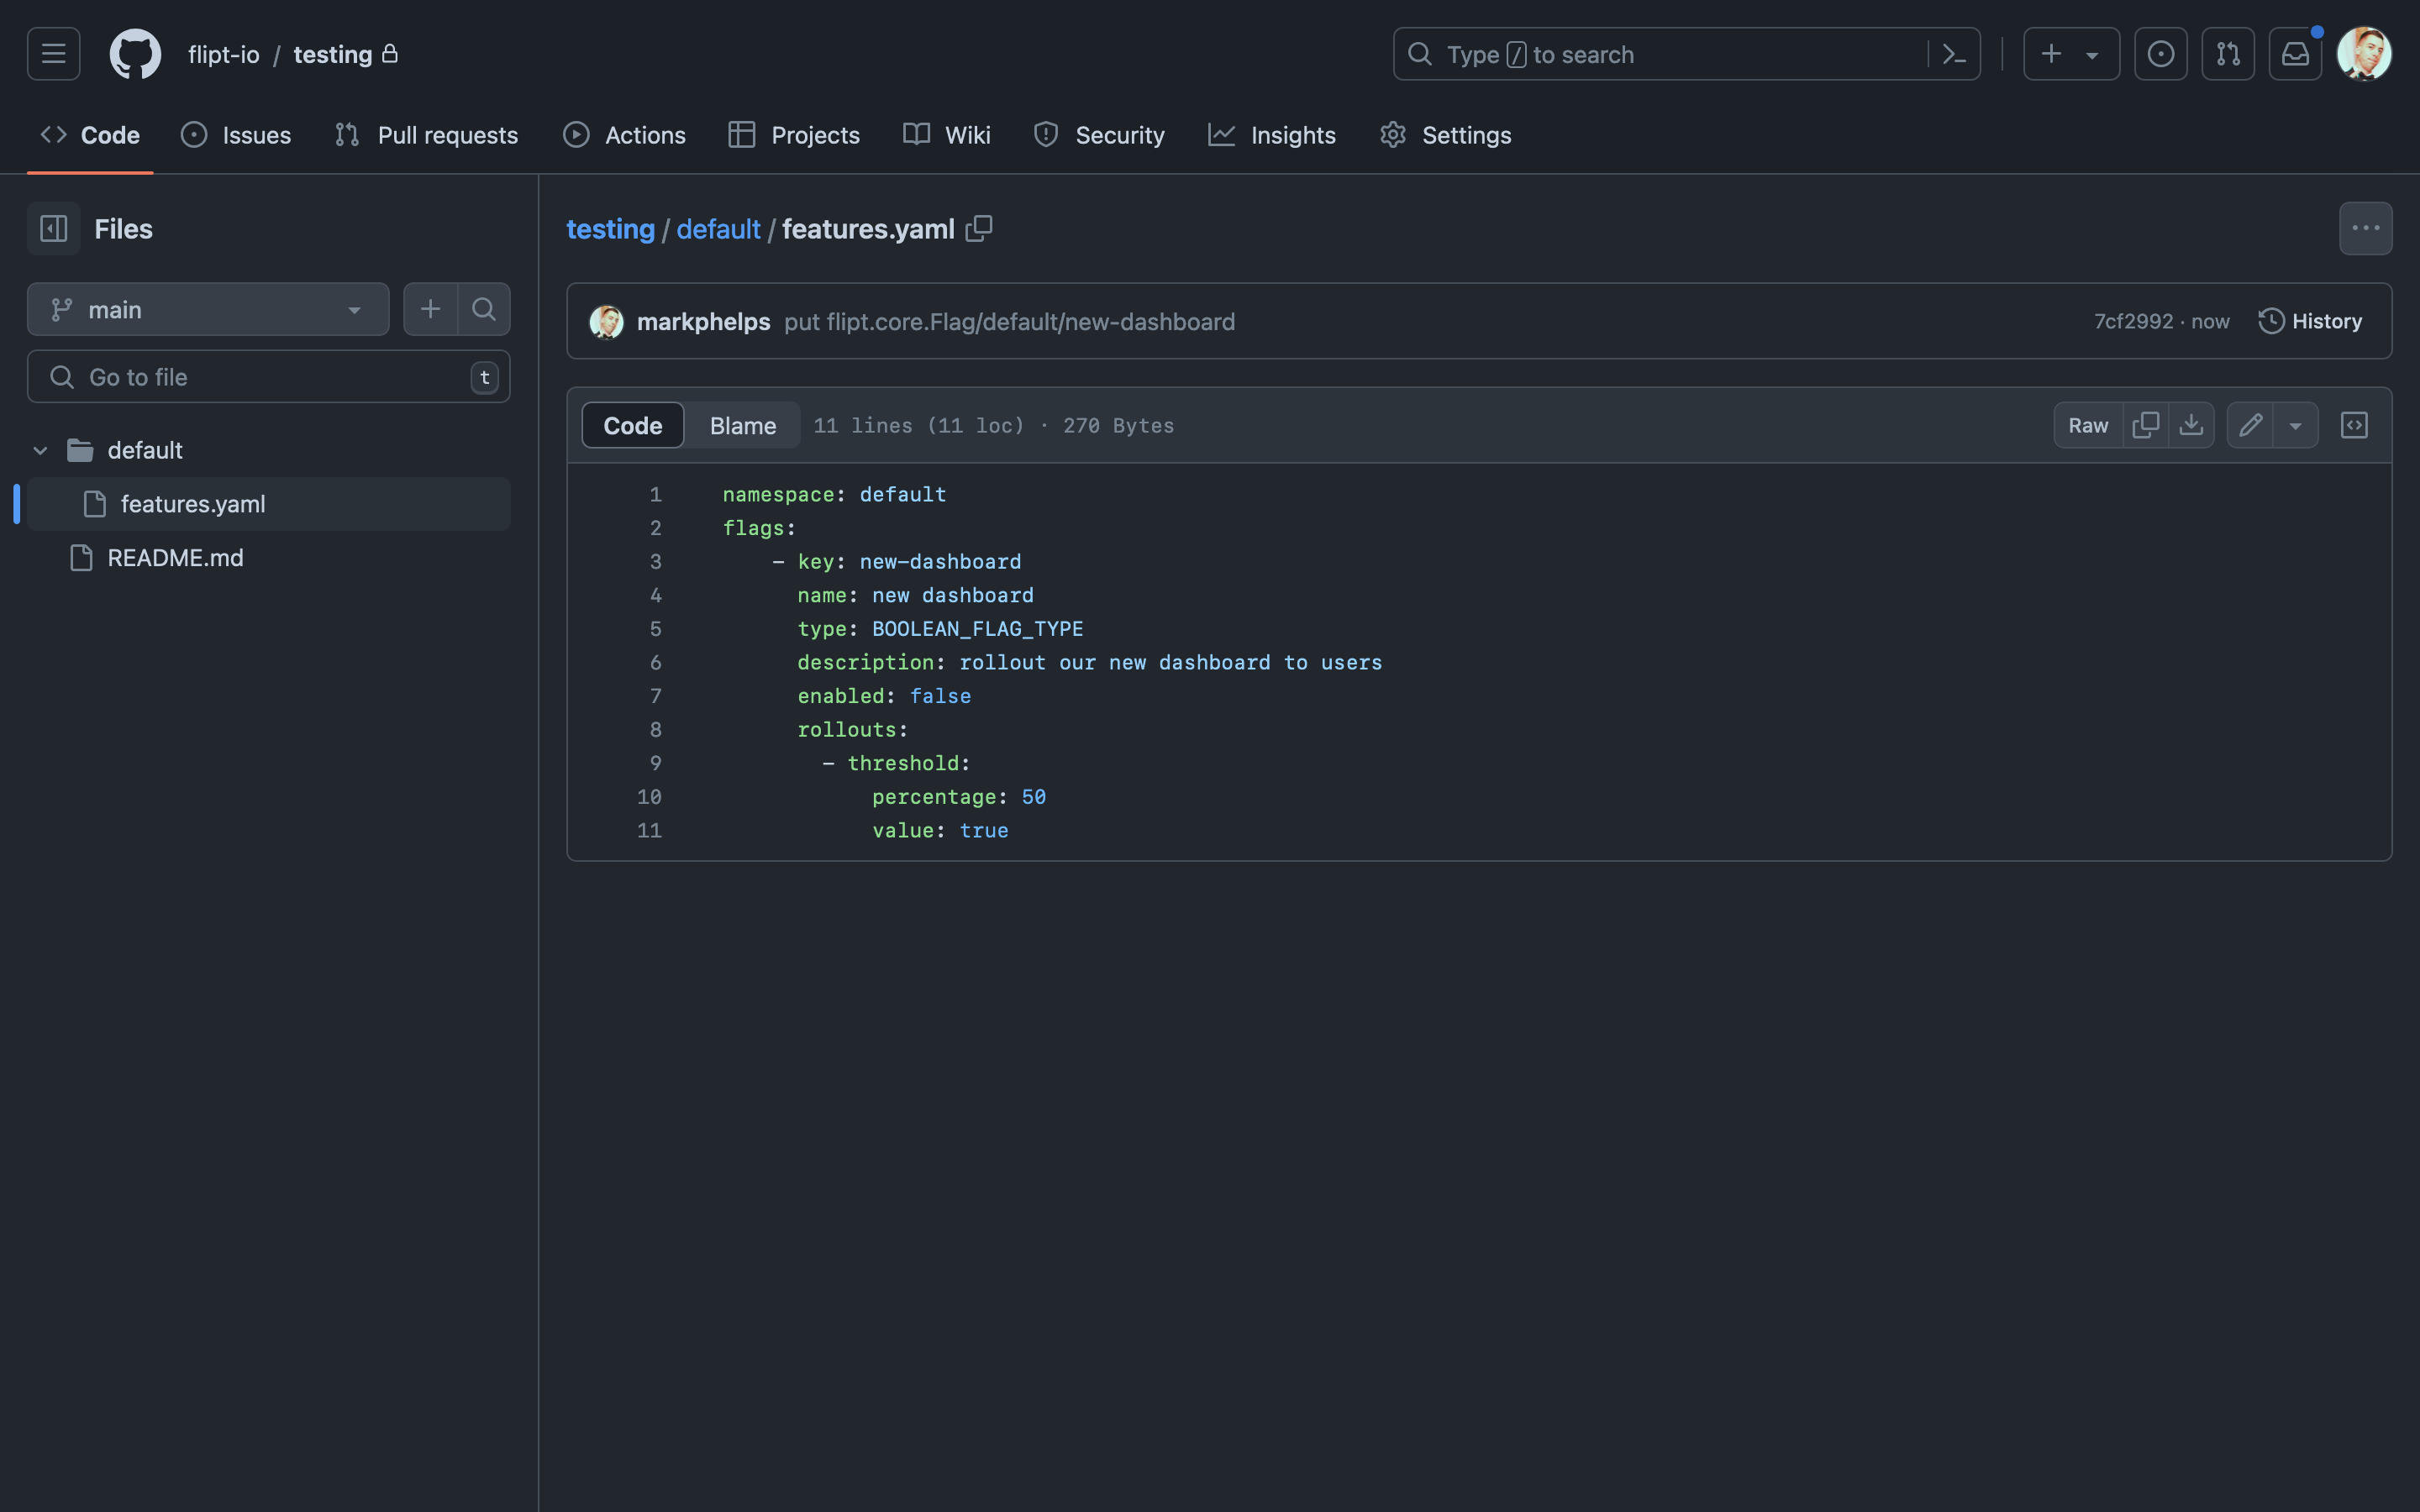 flipt-io / testing
Type / to search
Code Issues Pull requests Actions Projects Wiki Security Insights Settings
Files
main
Go to file t
default
features.yaml
README.md
testing / default / features.yaml
markphelps put flipt.core.Flag/default/new-dashboard 7cf2992 · now History
Code Blame 11 lines (11 loc) · 270 Bytes Raw
1 namespace: default
2 flags:
3     - key: new-dashboard
4       name: new dashboard
5       type: BOOLEAN_FLAG_TYPE
6       description: rollout our new dashboard to users
7       enabled: false
8       rollouts:
9         - threshold:
10             percentage: 50
11             value: true